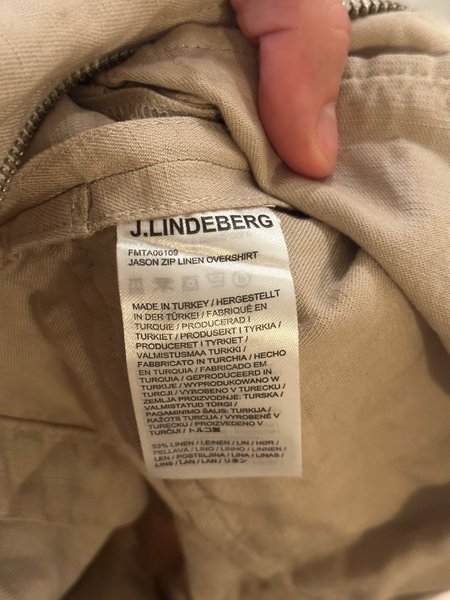 J.LINDEBERG
FMTA06109
JASON ZIP LINEN OVERSHIRT
MADE IN TURKEY / HERGESTELLT
IN DER TÜRKEI / FABRIQUÉ EN
TURQUIE / PRODUCERAD I
TURKIET / PRODUSERT I TYRKIA /
PRODUCERET I TYRKIET /
VALMISTUSMAA TURKKI /
FABBRICATO IN TURCHIA / HECHO
EN TURQUIA / FABRICADO EM
TURQUIA / GEPRODUCEERD IN
TURKIJE / WYPRODUKOWANO W
TURCJI / VYROBENO V TURECKU /
ZEMLJA PROIZVODNJE: TURSKA /
VALMISTATUD TÜRGI /
PAGAMINIMO ŠALIS: TURKIJA /
RAŽOTS TURCIJA / VYROBENÉ V
TURECKU / PROIZVEDENO V
TURČIJI / トルコ製
53% LINEN / LEINEN / LIN / HØR /
PELLAVA / LINO / LINHO / LINNEN /
LEN / POSTELJINA / LINA / LINAS /
LINS / LAN / ĽAN / リネン